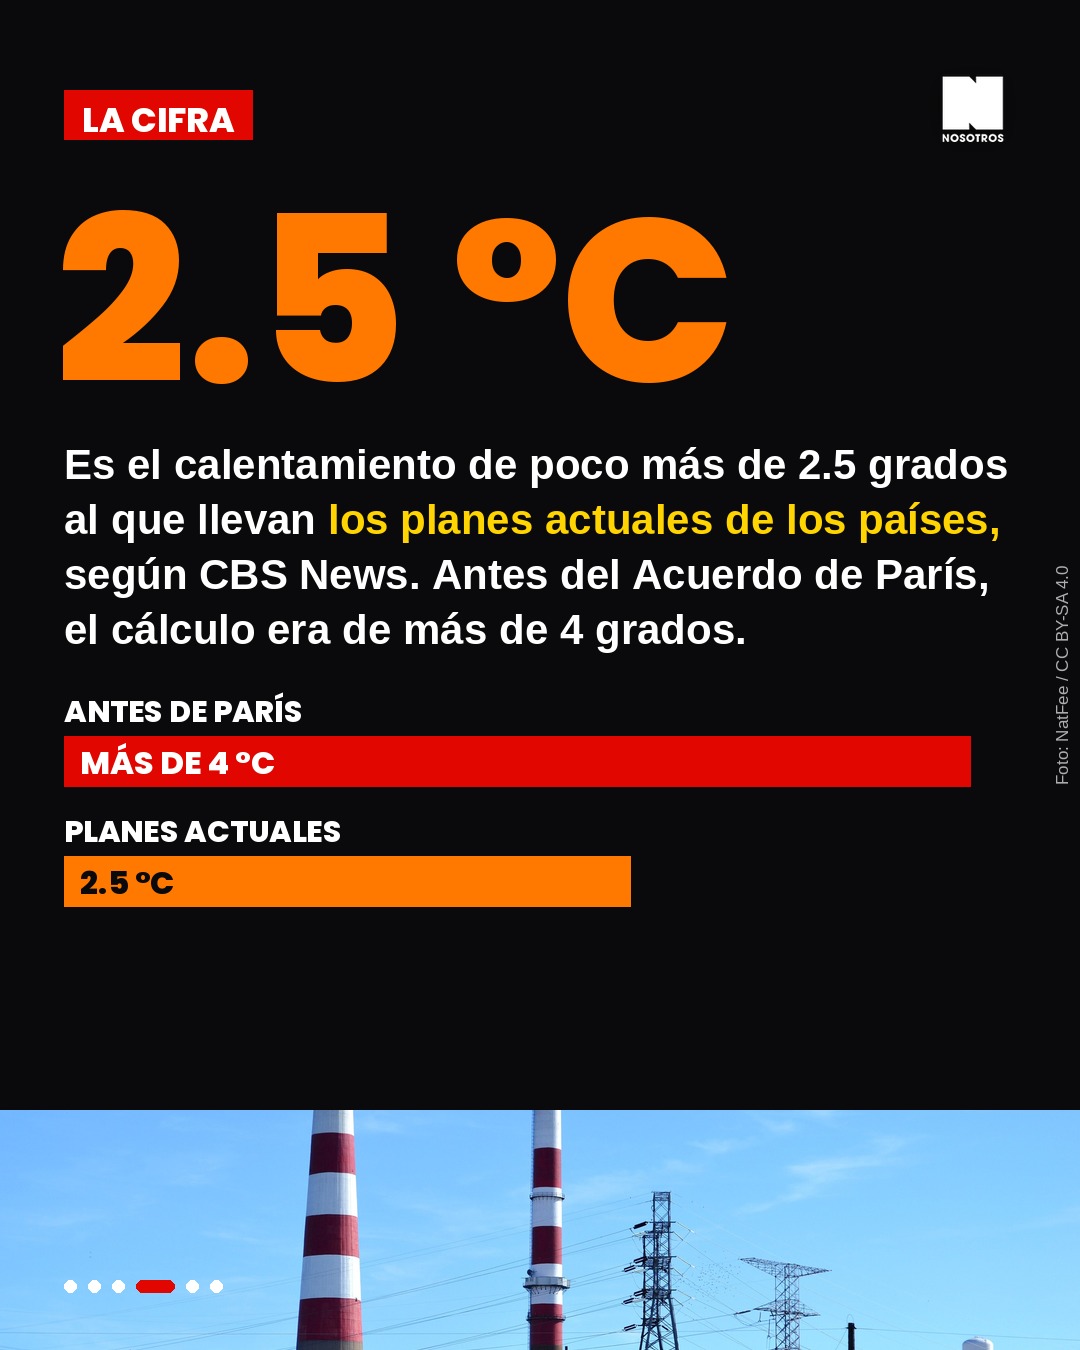 LA CIFRA
NOSOTROS
2.5 °C
Es el calentamiento de poco más de 2.5 grados
al que llevan los planes actuales de los países,
según CBS News. Antes del Acuerdo de París,
el cálculo era de más de 4 grados.
Foto: NatFee / CC BY-SA 4.0
ANTES DE PARÍS
MÁS DE 4 °C
PLANES ACTUALES
2.5 °C